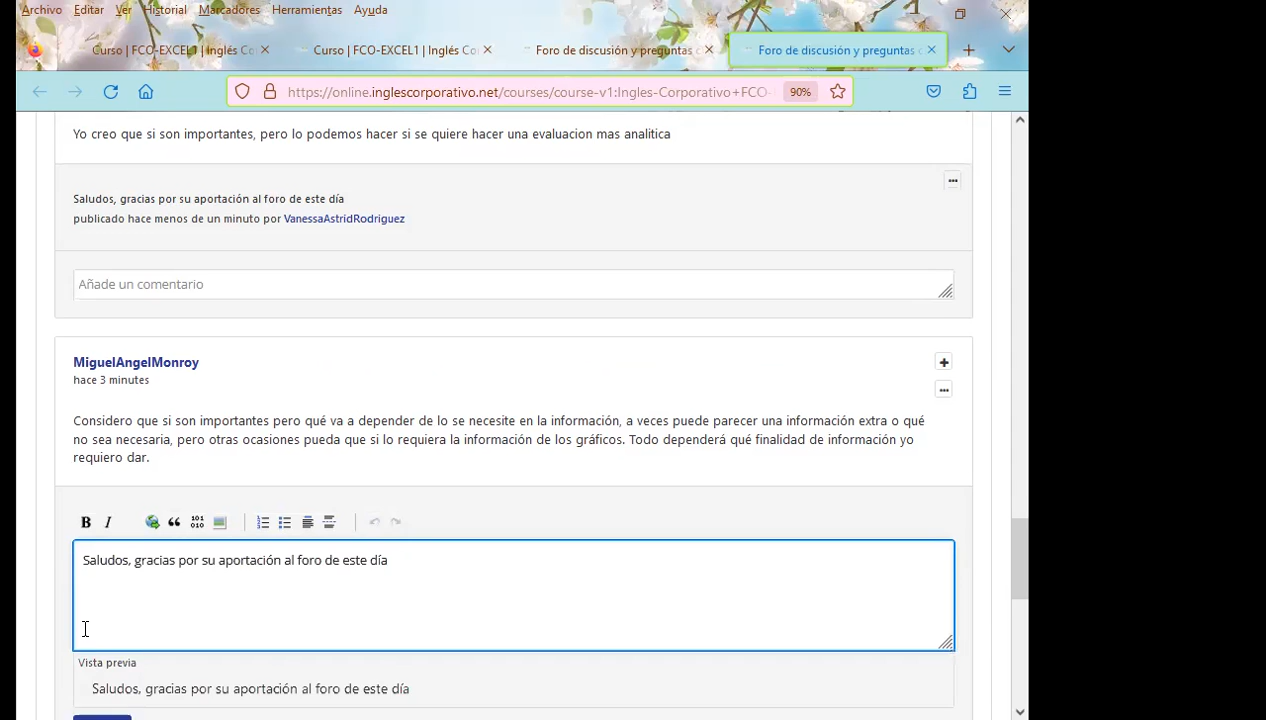 Archivo Editar Ver Historial Marcadores Herramientas Ayuda
Curso | FCO-EXCEL1 | Inglés Co Curso | FCO-EXCEL1 | Inglés Co Foro de discusión y preguntas Foro de discusión y preguntas
https://online.inglescorporativo.net/courses/course-v1:Ingles-Corporativo+FCO- 90%
Yo creo que si son importantes, pero lo podemos hacer si se quiere hacer una evaluacion mas analitica
Saludos, gracias por su aportación al foro de este día
publicado hace menos de un minuto por VanessaAstridRodriguez
Añade un comentario
MiguelAngelMonroy
hace 3 minutes
Considero que si son importantes pero qué va a depender de lo se necesite en la información, a veces puede parecer una información extra o qué
no sea necesaria, pero otras ocasiones pueda que si lo requiera la información de los gráficos. Todo dependerá qué finalidad de información yo
requiero dar.
B I 101 010
Saludos, gracias por su aportación al foro de este día
Vista previa
Saludos, gracias por su aportación al foro de este día